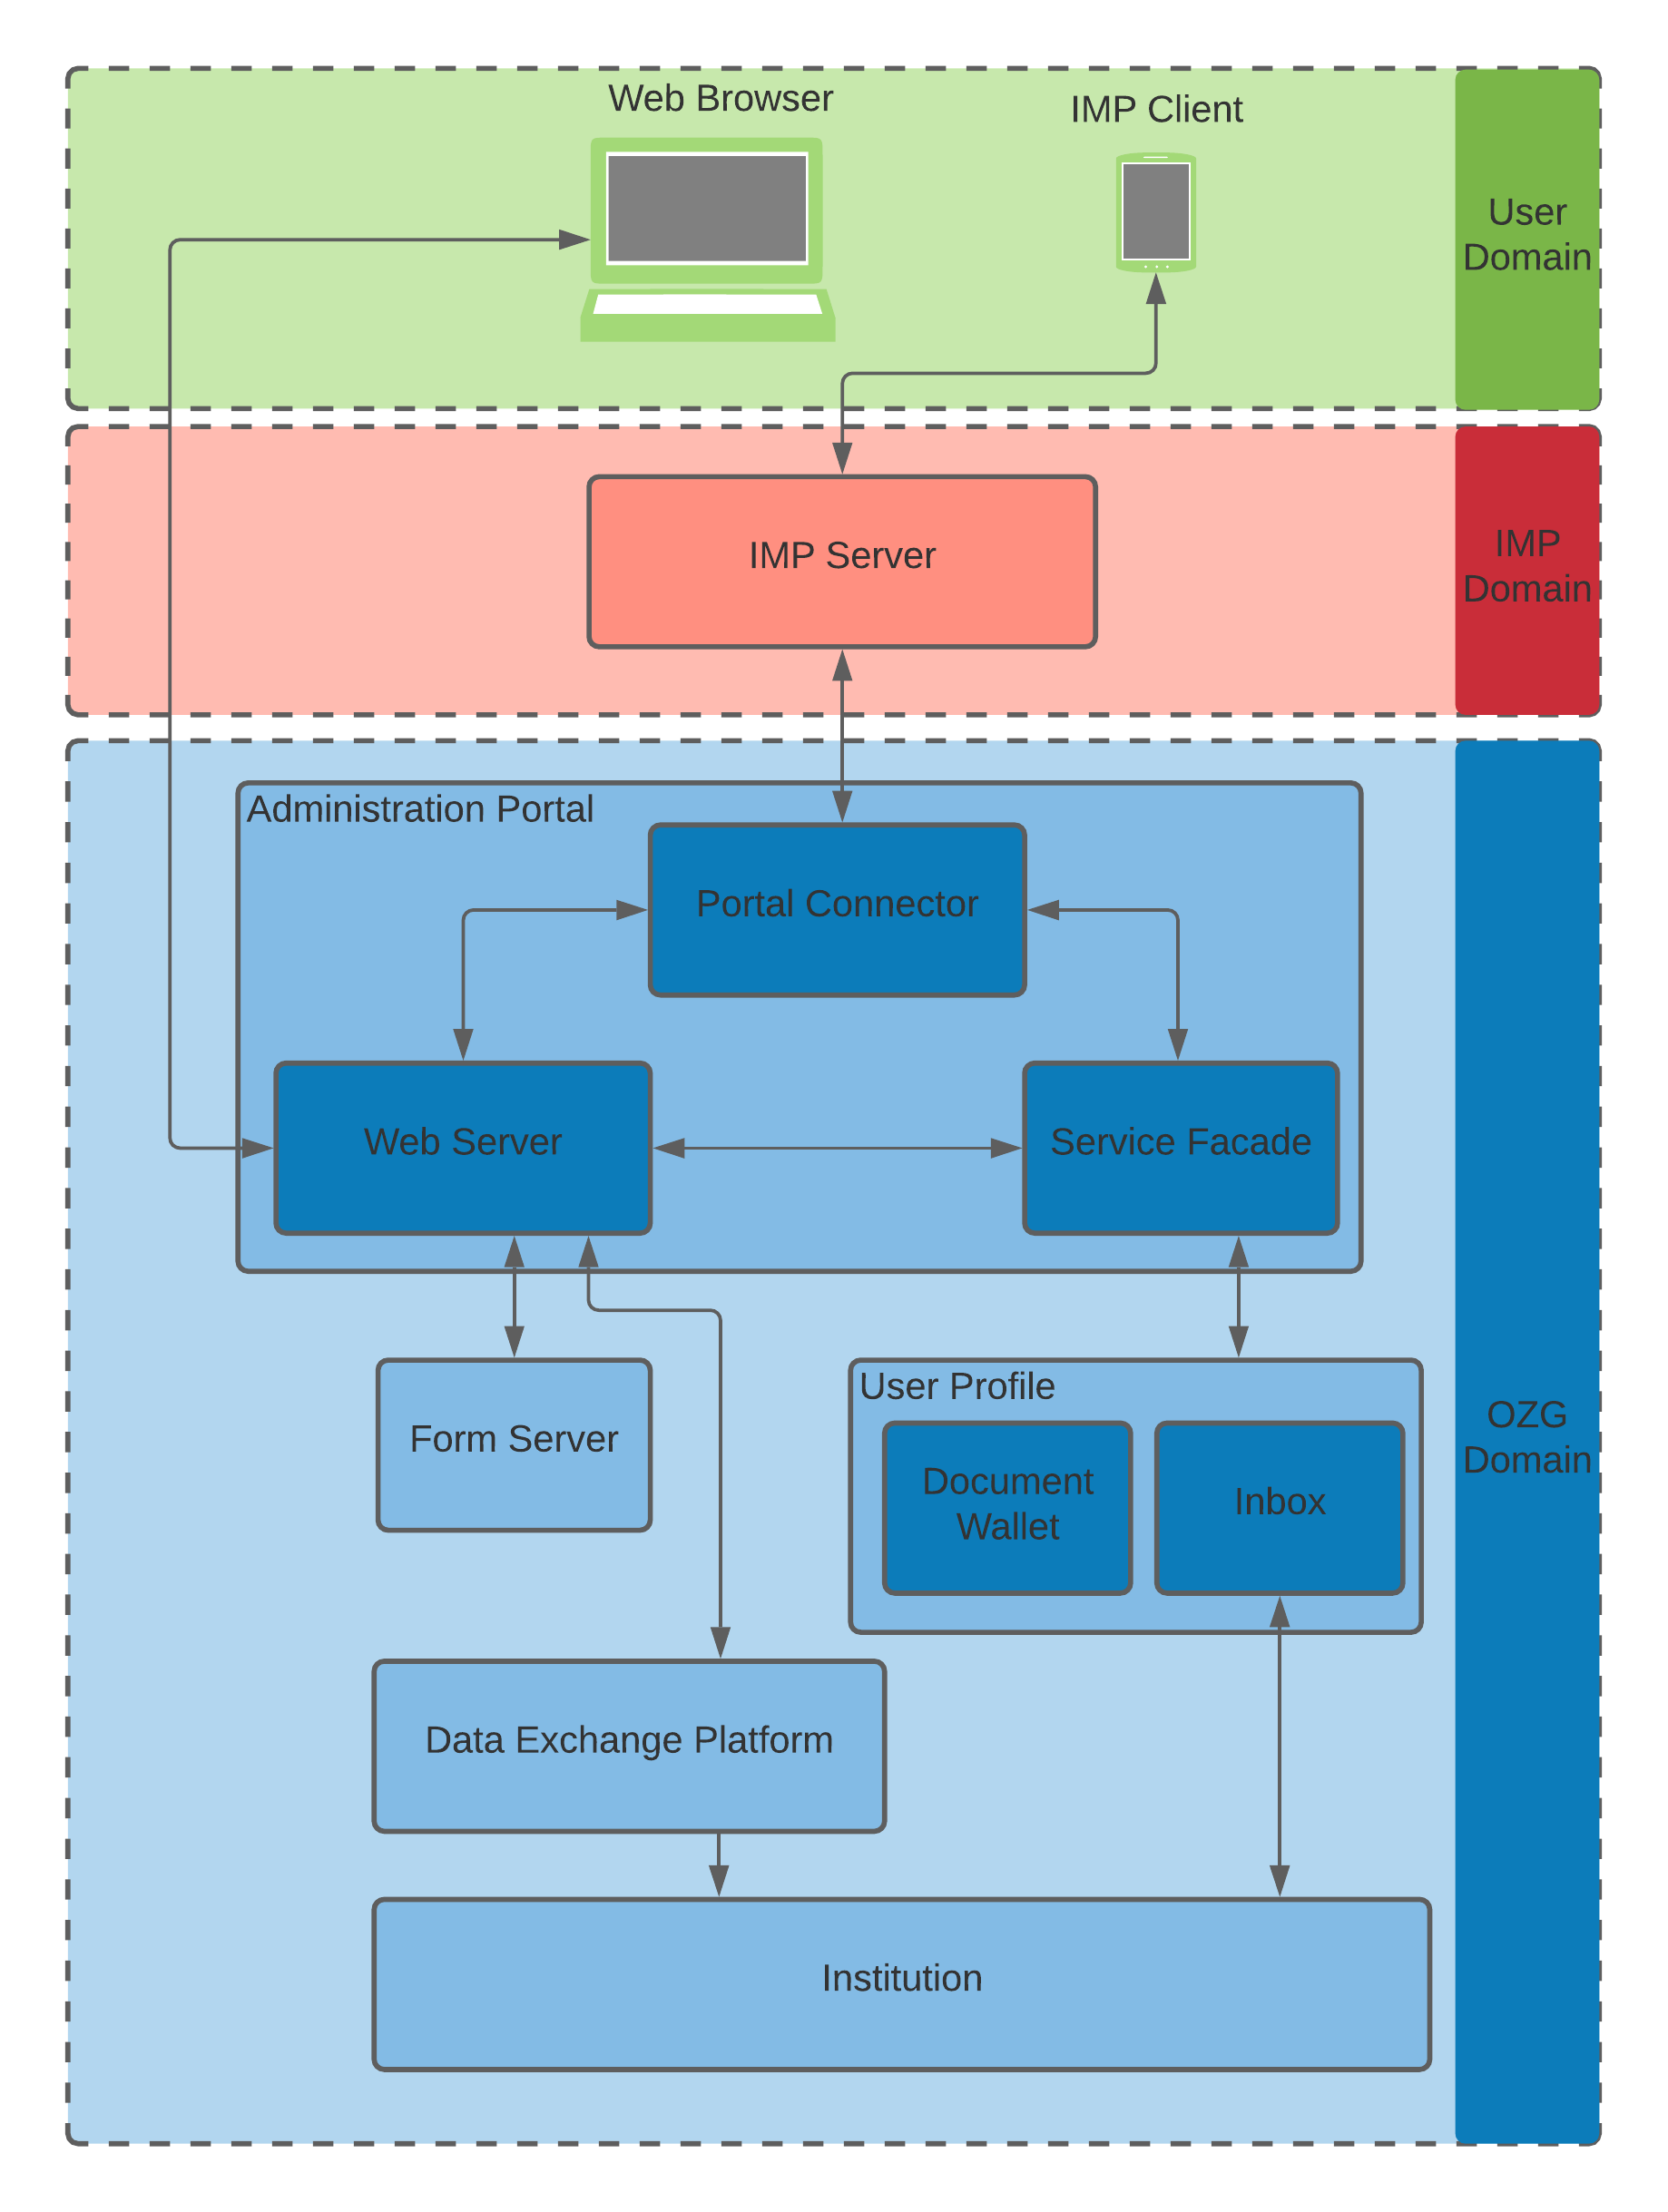 Web Browser
IMP Client
User
Domain
IMP Server
IMP
Domain
Administration Portal
Portal Connector
Web Server
Service Facade
Form Server
User Profile
Document
Wallet
Inbox
OZG
Domain
Data Exchange Platform
Institution